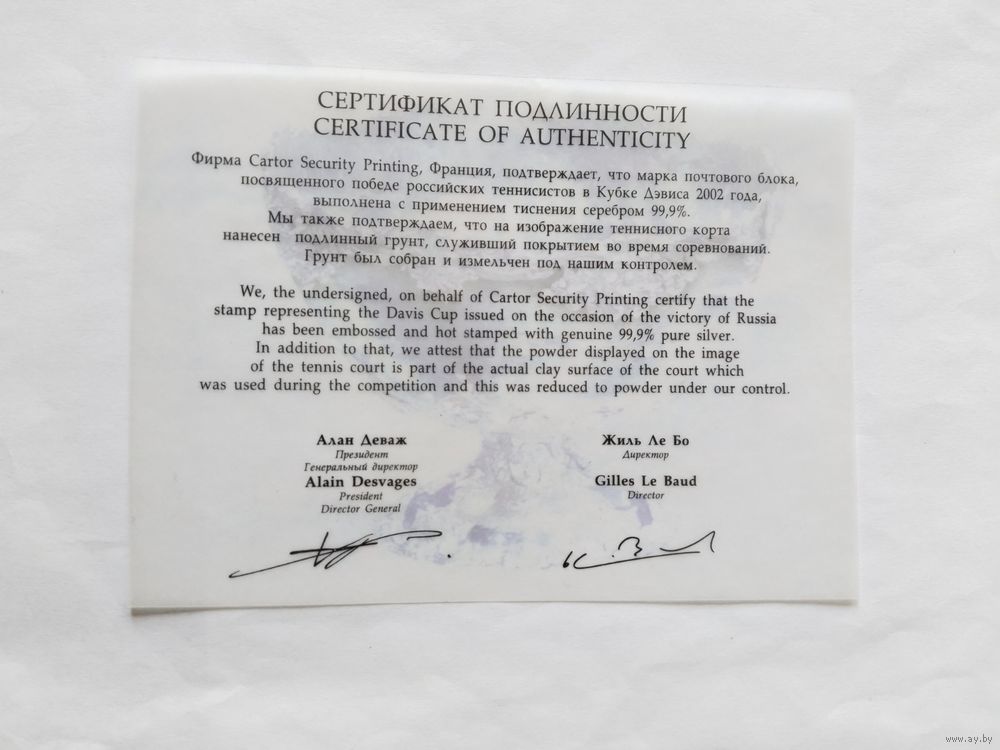 СЕРТИФИКАТ ПОДЛИННОСТИ
CERTIFICATE OF AUTHENTICITY
Фирма Cartor Security Printing, Франция, подтверждает, что марка почтового блока,
посвященного победе российских теннисистов в Кубке Дэвиса 2002 года,
выполнена с применением тиснения серебром 99,9%.
Мы также подтверждаем, что на изображение теннисного корта
нанесен подлинный грунт, служивший покрытием во время соревнований.
Грунт был собран и измельчен под нашим контролем.
We, the undersigned, on behalf of Cartor Security Printing certify that the
stamp representing the Davis Cup issued on the occasion of the victory of Russia
has been embossed and hot stamped with genuine 99,9% pure silver.
In addition to that, we attest that the powder displayed on the image
of the tennis court is part of the actual clay surface of the court which
was used during the competition and this was reduced to powder under our control.
Алан Деваж
Президент
Генеральный директор
Alain Desvages
President
Director General
Жиль Ле Бо
Директор
Gilles Le Baud
Director
www.ay.by